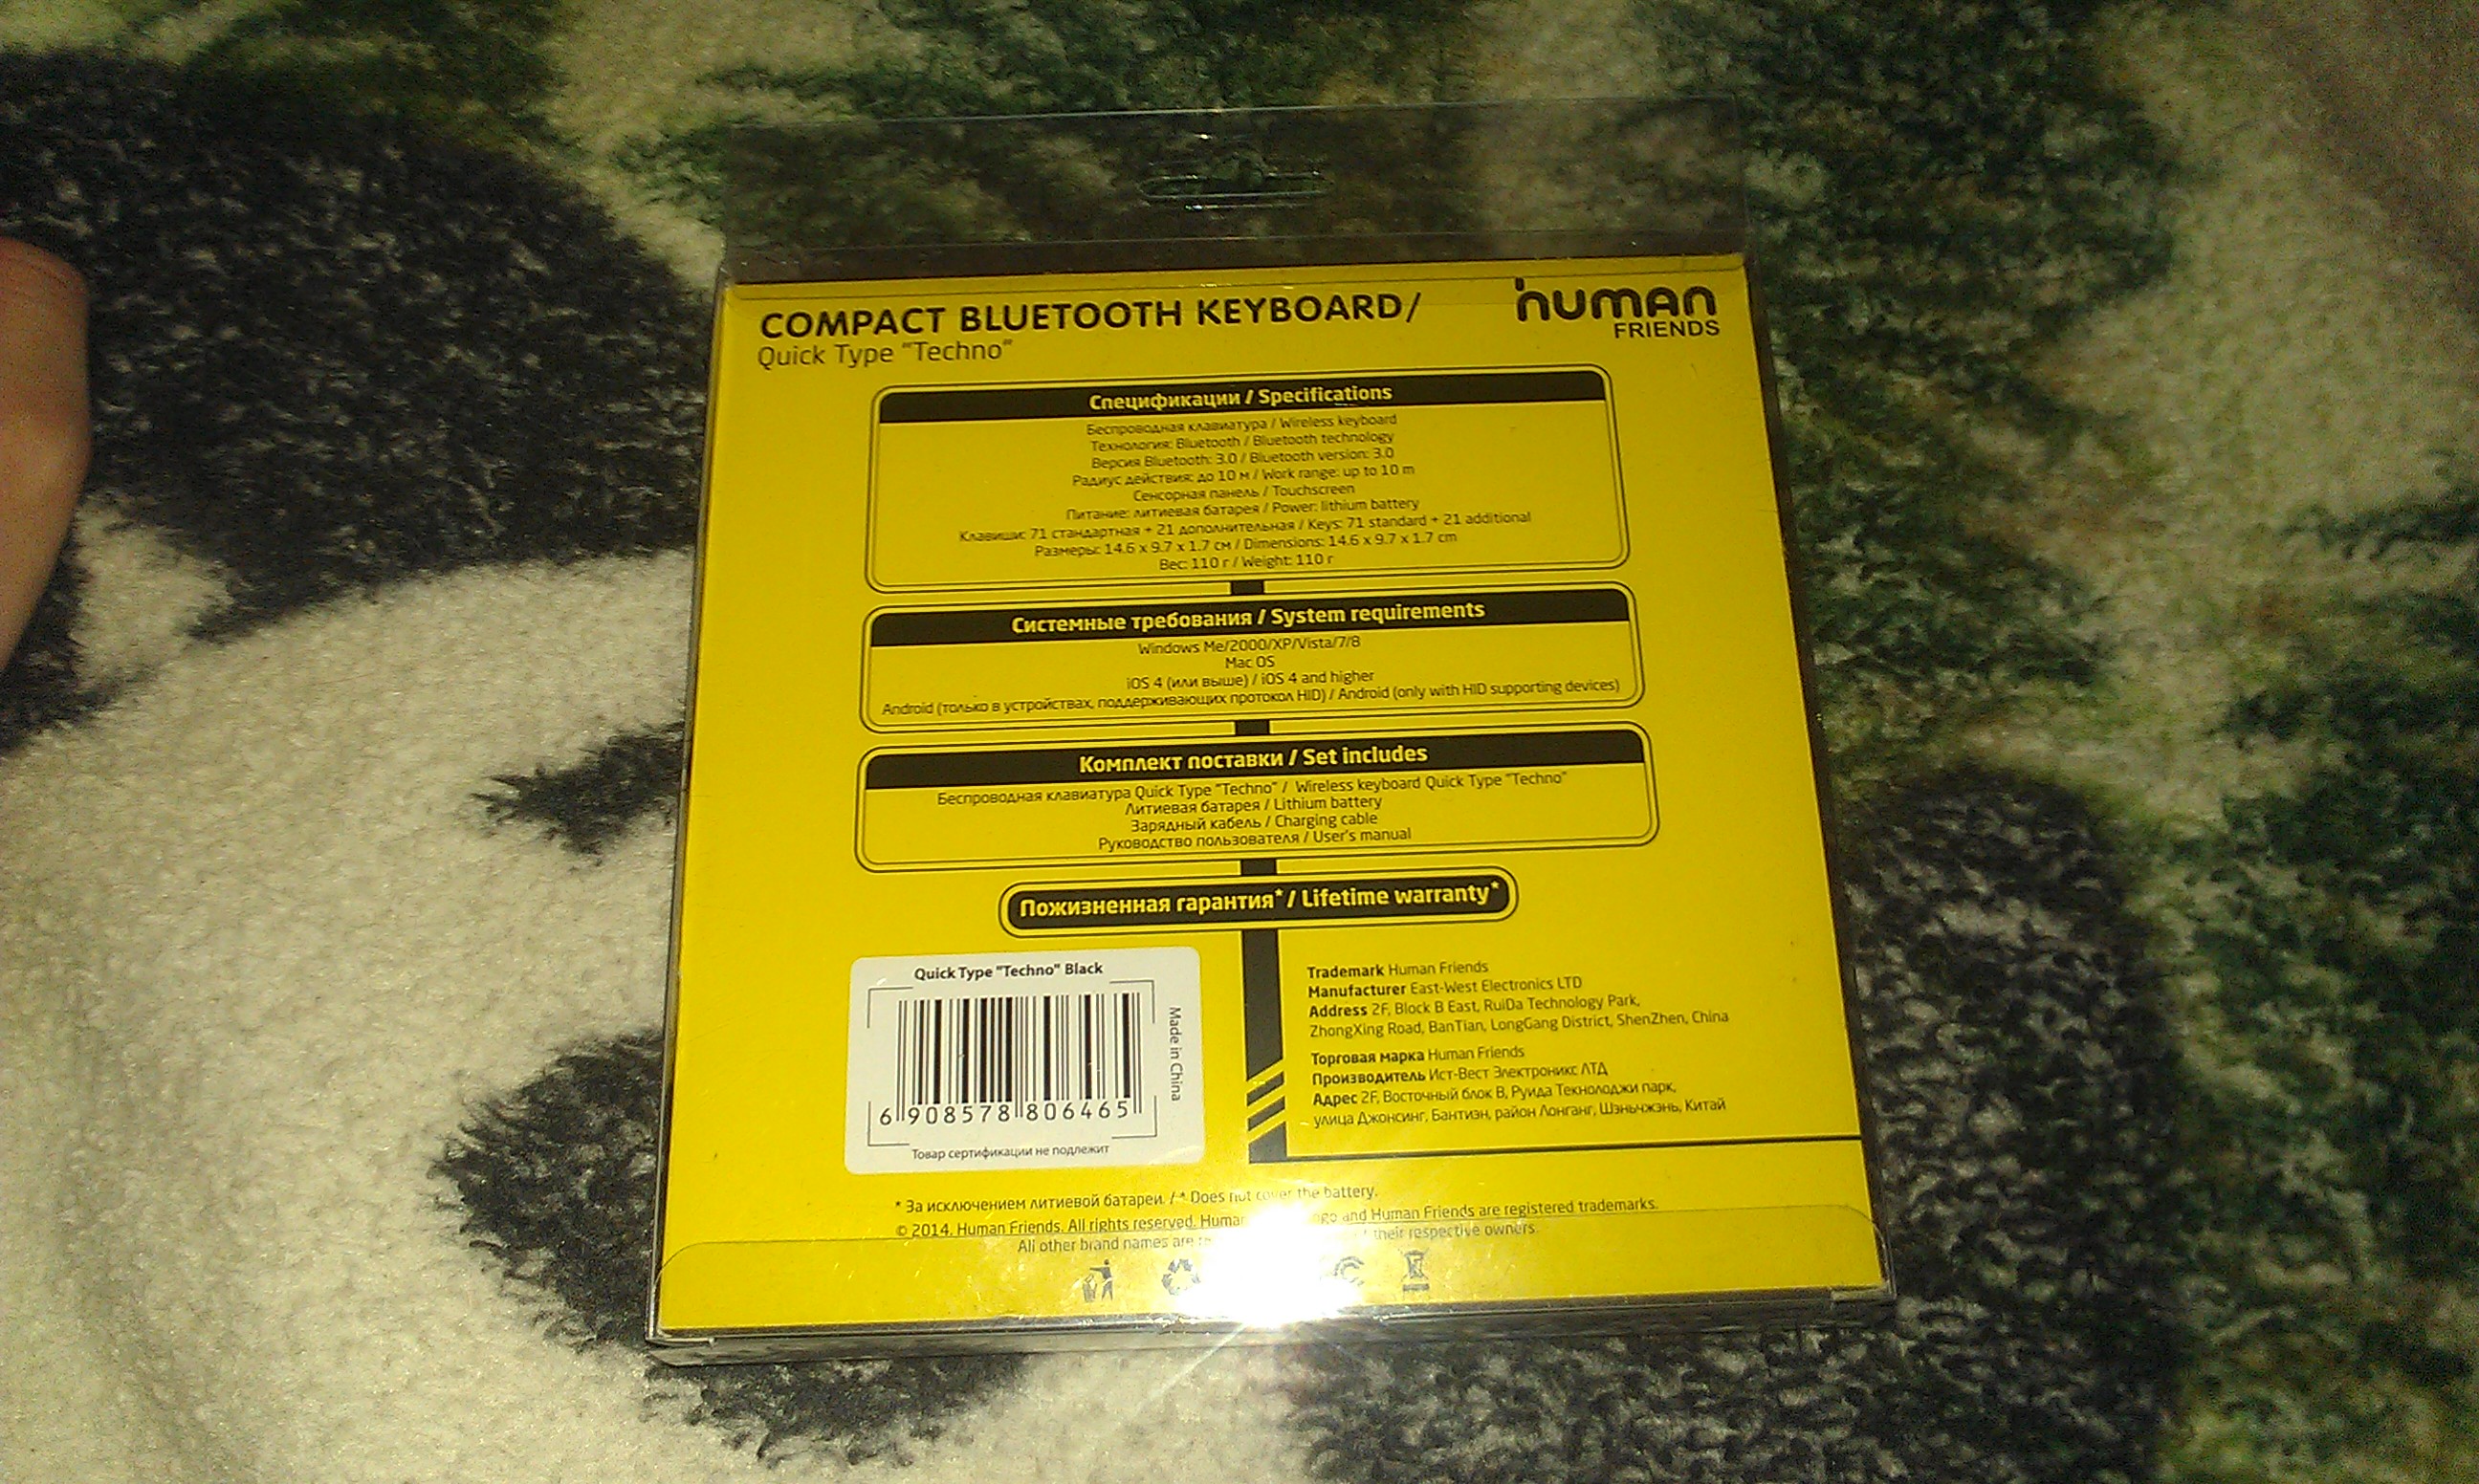 COMPACT BLUETOOTH KEYBOARD/
Quick Type "Techno"
human
FRIENDS
Спецификации / Specifications
Беспроводная клавиатура / Wireless keyboard
Технология: Bluetooth / Bluetooth technology
Версия Bluetooth: 3.0 / Bluetooth version: 3.0
Радиус действия: до 10 м / Work range: up to 10 m
Сенсорная панель / Touchscreen
Питание: литиевая батарея / Power: lithium battery
Клавиши: 71 стандартная + 21 дополнительная / Keys: 71 standard + 21 additional
Размеры: 14.6 x 9.7 x 1.7 см / Dimensions: 14.6 x 9.7 x 1.7 cm
Вес: 110 г / Weight: 110 г
Системные требования / System requirements
Windows Me/2000/XP/Vista/7/8
Mac OS
iOS 4 (или выше) / iOS 4 and higher
Android (только в устройствах, поддерживающих протокол HID) / Android (only with HID supporting devices)
Комплект поставки / Set includes
Беспроводная клавиатура Quick Type "Techno" / Wireless keyboard Quick Type "Techno"
Литиевая батарея / Lithium battery
Зарядный кабель / Charging cable
Руководство пользователя / User's manual
Пожизненная гарантия* / Lifetime warranty*
Quick Type "Techno" Black
Made in China
6 908578 806465
Товар сертификации не подлежит
Trademark Human Friends
Manufacturer East-West Electronics LTD
Address 2F, Block B East, RuiDa Technology Park,
ZhongXing Road, BanTian, LongGang District, ShenZhen, China
Торговая марка Human Friends
Производитель Ист-Вест Электроникс ЛТД
Адрес 2F, Восточный блок В, Руида Текнолоджи парк,
улица Джонсинг, Бантиэн, район Лонганг, Шэньчжэнь, Китай
* За исключением литиевой батареи. / * Does not cover the battery.
© 2014. Human Friends. All rights reserved. and Human Friends are registered trademarks.
All other brand names are their respective owners.